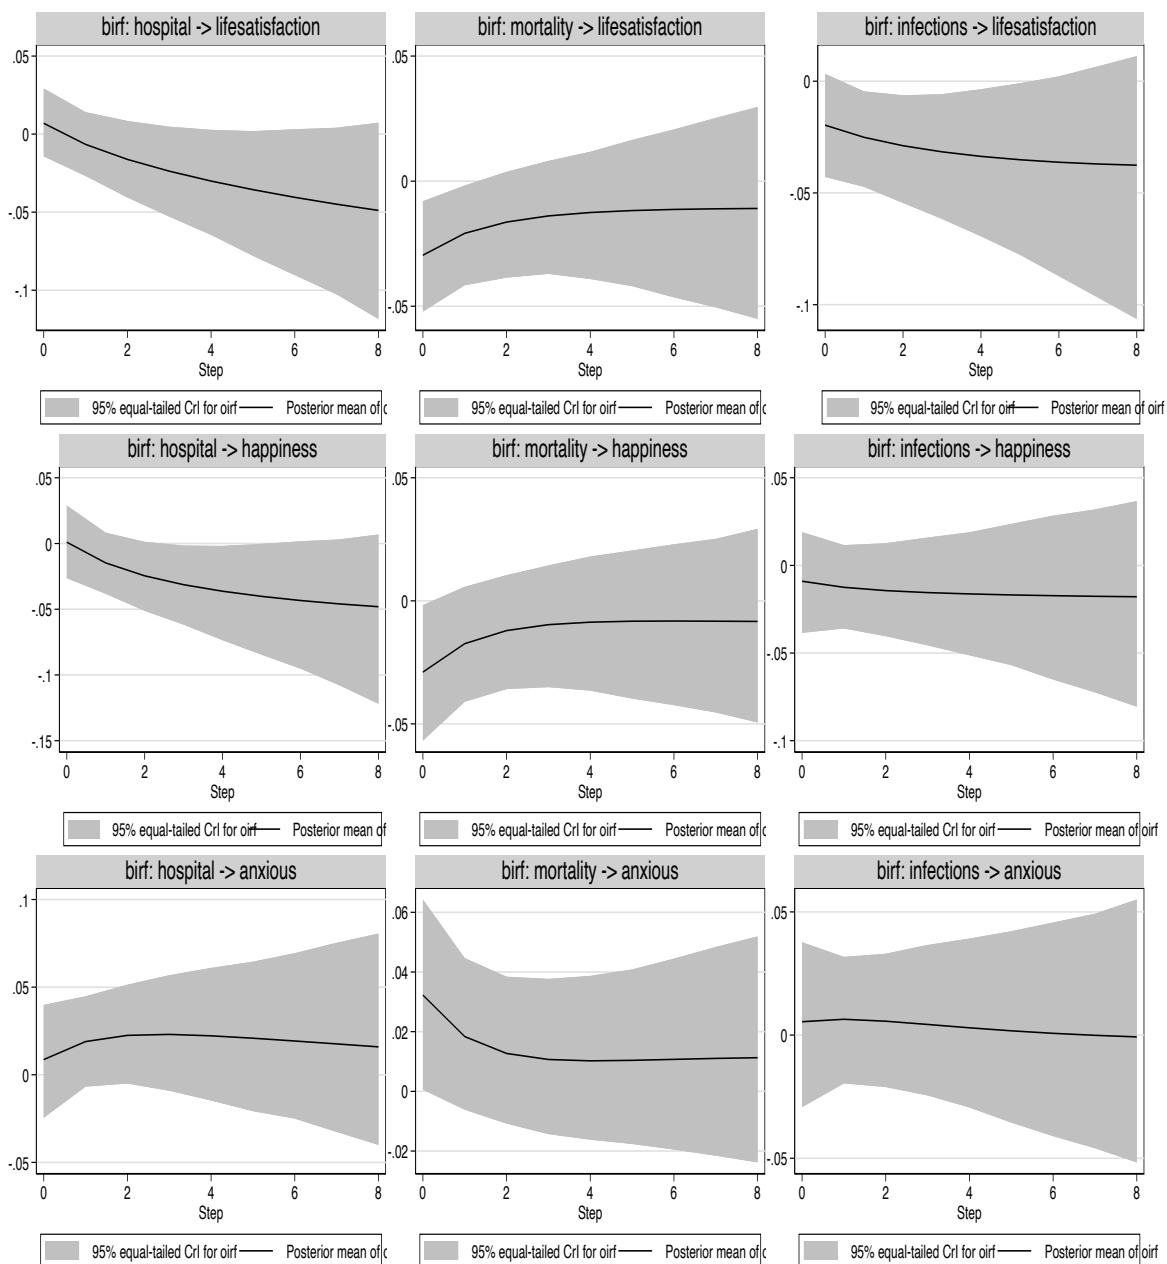 birf: hospital -> lifesatisfaction
.05
0
-.05
-.1
0 2 4 6 8
Step
95% equal-tailed CrI for oirf Posterior mean of
birf: mortality -> lifesatisfaction
.05
0
-.05
0 2 4 6 8
Step
95% equal-tailed CrI for oirf Posterior mean of
birf: infections -> lifesatisfaction
0
-.05
-.1
0 2 4 6 8
Step
95% equal-tailed CrI for oirf Posterior mean of oirf
birf: hospital -> happiness
.05
0
-.05
-.1
-.15
0 2 4 6 8
Step
95% equal-tailed CrI for oirf Posterior mean of
birf: mortality -> happiness
.05
0
-.05
0 2 4 6 8
Step
95% equal-tailed CrI for oirf Posterior mean of
birf: infections -> happiness
.05
0
-.05
-.1
0 2 4 6 8
Step
95% equal-tailed CrI for oirf Posterior mean of oirf
birf: hospital -> anxious
.1
.05
0
-.05
0 2 4 6 8
Step
95% equal-tailed CrI for oirf Posterior mean of
birf: mortality -> anxious
.06
.04
.02
0
-.02
0 2 4 6 8
Step
95% equal-tailed CrI for oirf Posterior mean of
birf: infections -> anxious
.05
0
-.05
0 2 4 6 8
Step
95% equal-tailed CrI for oirf Posterior mean of oirf